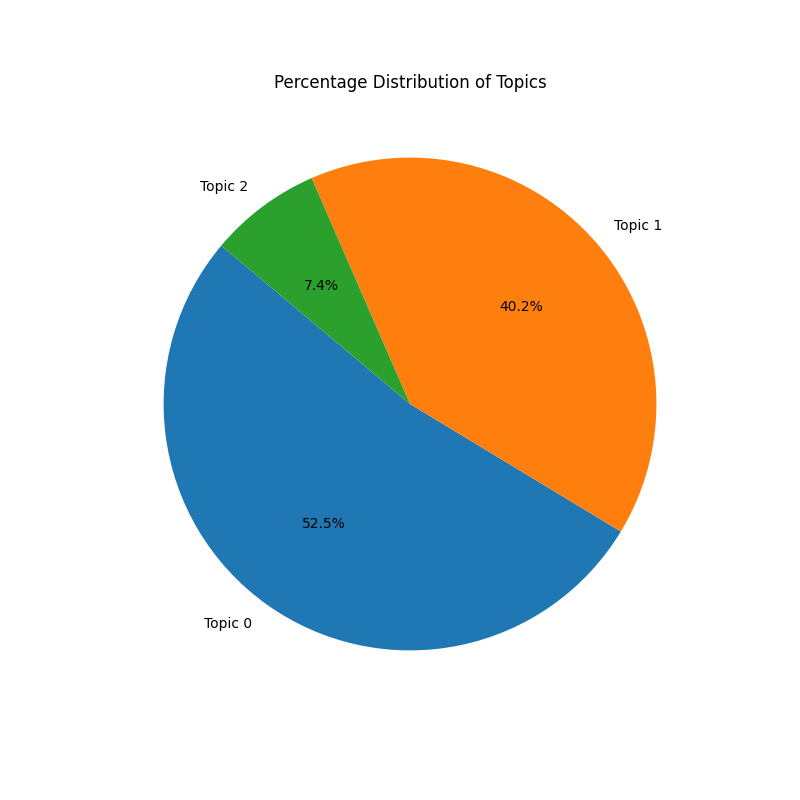 Percentage Distribution of Topics
Topic 2
Topic 1
7.4%
40.2%
52.5%
Topic 0